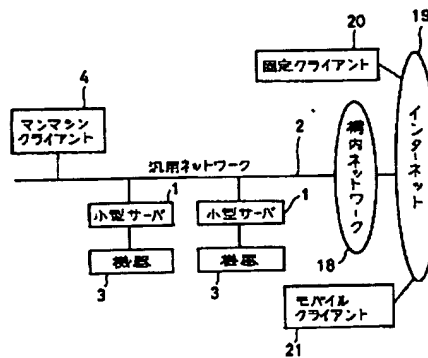 19
20
固定クライアント
4
マンマシン
クライアント
インターネット
汎用ネットワーク
2
構内ネットワーク
1
小型サーバ
1
小型サーバ
機器
3
機器
3
18
モバイル
クライアント
21